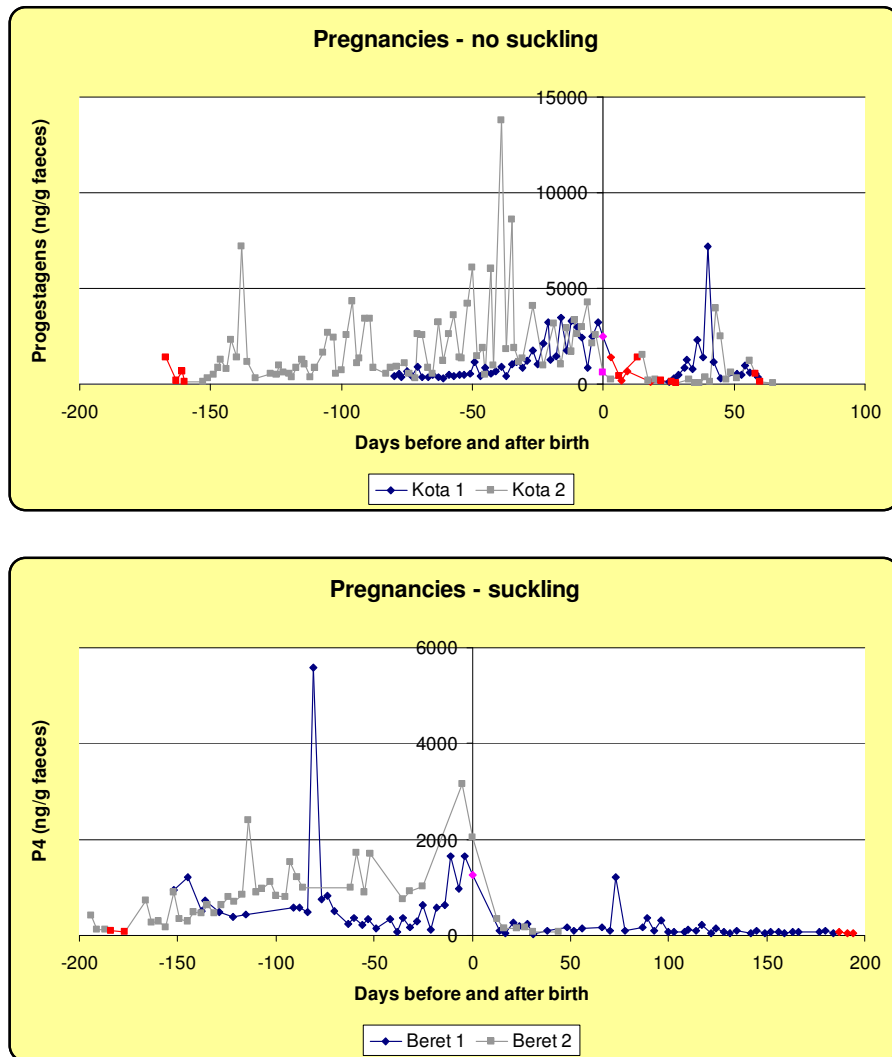 Pregnancies - no suckling
Progestagens (ng/g faeces)
15000
10000
5000
0
-200 -150 -100 -50 0 50 100
Days before and after birth
Kota 1 Kota 2
Pregnancies - suckling
P4 (ng/g faeces)
6000
4000
2000
0
-200 -150 -100 -50 0 50 100 150 200
Days before and after birth
Beret 1 Beret 2